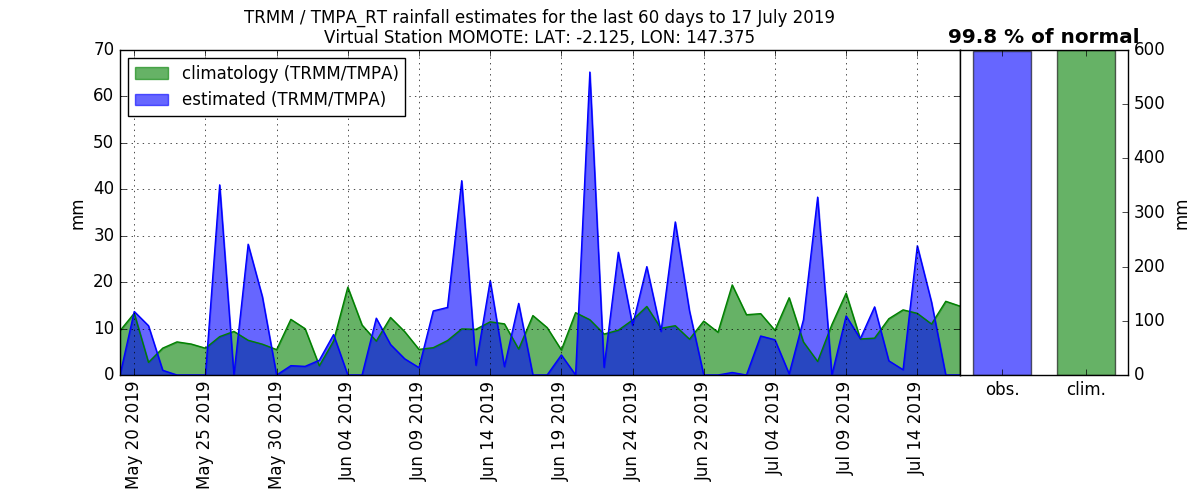 TRMM / TMPA_RT rainfall estimates for the last 60 days to 17 July 2019
Virtual Station MOMOTE: LAT: -2.125, LON: 147.375
99.8 % of normal
climatology (TRMM/TMPA)
estimated (TRMM/TMPA)
mm
70
60
50
40
30
20
10
0
May 20 2019
May 25 2019
May 30 2019
Jun 04 2019
Jun 09 2019
Jun 14 2019
Jun 19 2019
Jun 24 2019
Jun 29 2019
Jul 04 2019
Jul 09 2019
Jul 14 2019
obs.
clim.
600
500
400
300
200
100
0
mm